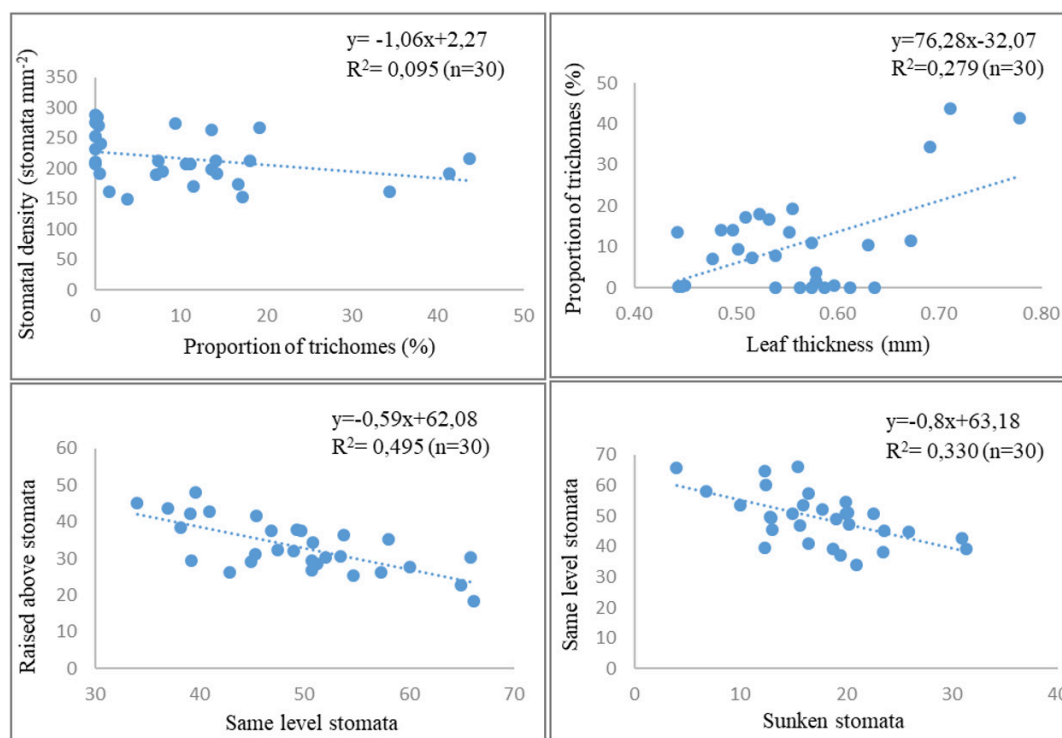 y= -1,06x+2,27
R²= 0,095 (n=30)
Stomatal density (stomata mm⁻²)
350
300
250
200
150
100
50
0
0 10 20 30 40 50
Proportion of trichomes (%)
y=76,28x-32,07
R²=0,279 (n=30)
Proportion of trichomes (%)
50
40
30
20
10
0
0.40 0.50 0.60 0.70 0.80
Leaf thickness (mm)
y=-0,59x+62,08
R²= 0,495 (n=30)
Raised above stomata
60
50
40
30
20
10
0
30 40 50 60 70
Same level stomata
y=-0,8x+63,18
R²= 0,330 (n=30)
Same level stomata
70
60
50
40
30
20
10
0
0 10 20 30 40
Sunken stomata